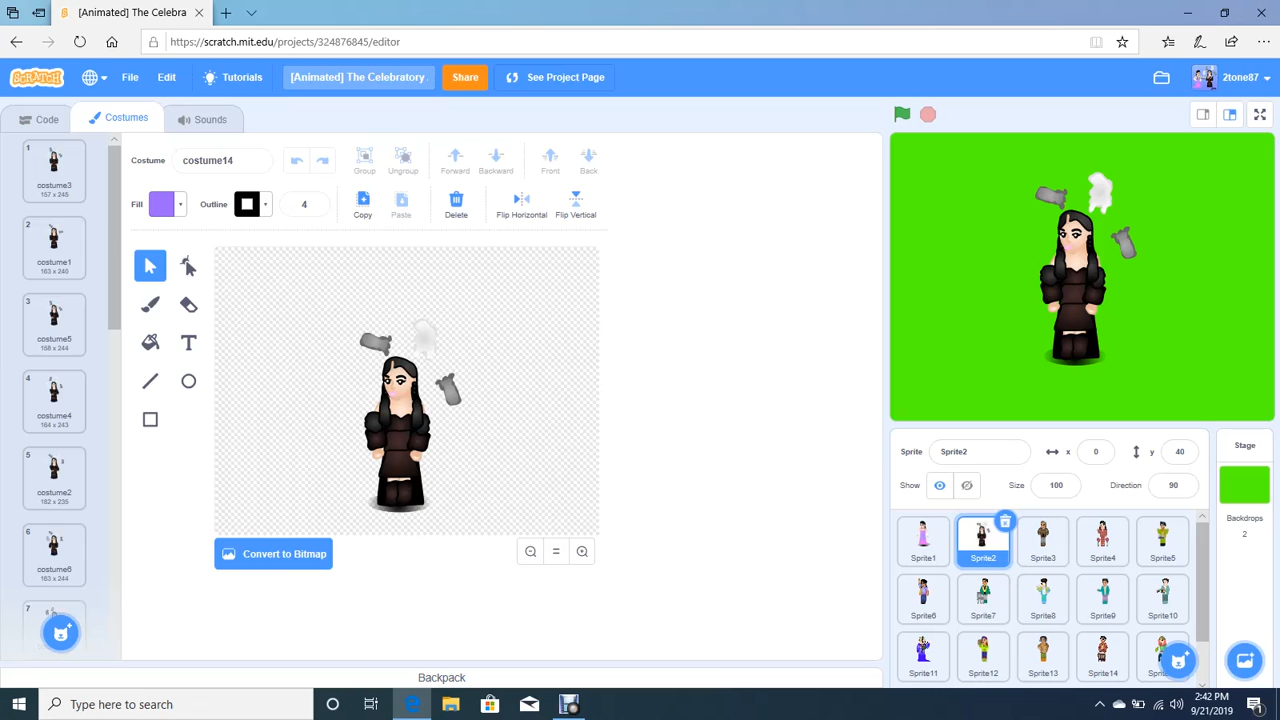 [Animated] The Celebra
https://scratch.mit.edu/projects/324876845/editor
SCRATCH File Edit Tutorials [Animated] The Celebratory Share See Project Page 2tone87
Code Costumes Sounds
Costume costume14 Group Ungroup Forward Backward Front Back
Fill Outline 4 Copy Paste Delete Flip Horizontal Flip Vertical
1
costume3
157 x 245
2
costume1
163 x 240
3
costume5
158 x 244
4
costume4
164 x 243
5
costume2
182 x 235
6
costume6
163 x 244
7
Convert to Bitmap
Sprite Sprite2 x 0 y 40
Show Size 100 Direction 90
Stage
Backdrops
2
Sprite1 Sprite2 Sprite3 Sprite4 Sprite5
Sprite6 Sprite7 Sprite8 Sprite9 Sprite10
Sprite11 Sprite12 Sprite13 Sprite14
Backpack
Type here to search
2:42 PM
9/21/2019